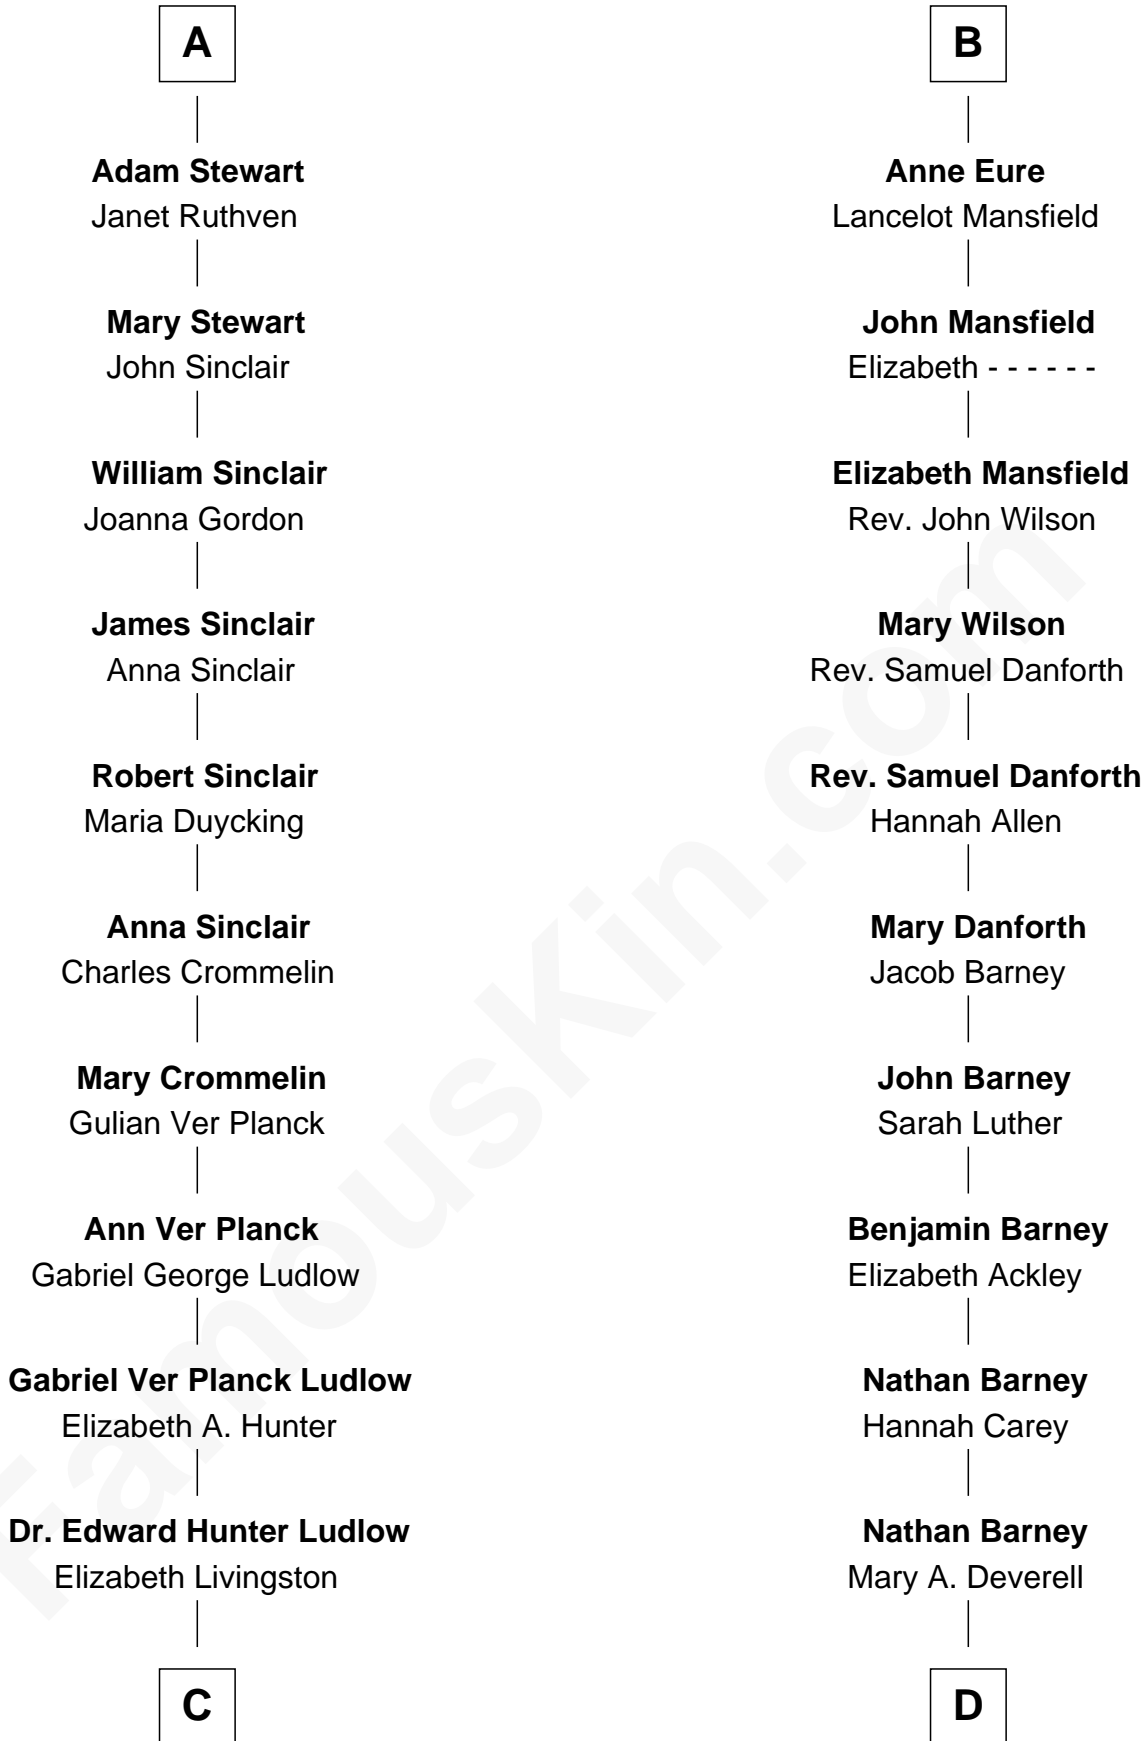 A
Adam Stewart
Janet Ruthven
Mary Stewart
John Sinclair
William Sinclair
Joanna Gordon
James Sinclair
Anna Sinclair
Robert Sinclair
Maria Duycking
Anna Sinclair
Charles Crommelin
Mary Crommelin
Gulian Ver Planck
Ann Ver Planck
Gabriel George Ludlow
Gabriel Ver Planck Ludlow
Elizabeth A. Hunter
Dr. Edward Hunter Ludlow
Elizabeth Livingston
C
B
Anne Eure
Lancelot Mansfield
John Mansfield
Elizabeth - - - - - -
Elizabeth Mansfield
Rev. John Wilson
Mary Wilson
Rev. Samuel Danforth
Rev. Samuel Danforth
Hannah Allen
Mary Danforth
Jacob Barney
John Barney
Sarah Luther
Benjamin Barney
Elizabeth Ackley
Nathan Barney
Hannah Carey
Nathan Barney
Mary A. Deverell
D
FamousKin.com